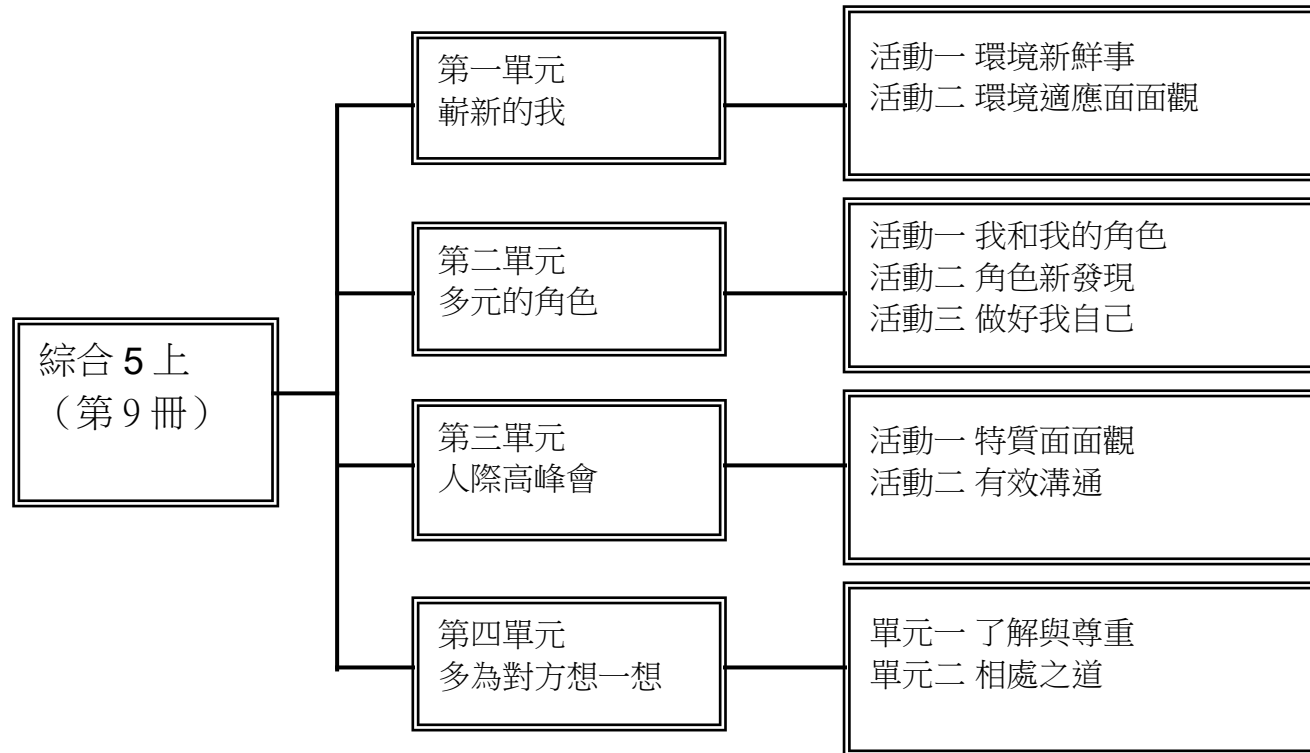 綜合 5 上
（第 9 冊）
第一單元
嶄新的我
活動一 環境新鮮事
活動二 環境適應面面觀
第二單元
多元的角色
活動一 我和我的角色
活動二 角色新發現
活動三 做好我自己
第三單元
人際高峰會
活動一 特質面面觀
活動二 有效溝通
第四單元
多為對方想一想
單元一 了解與尊重
單元二 相處之道